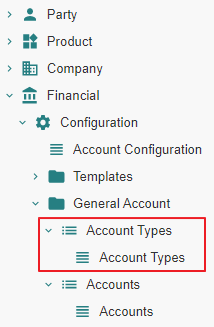 Party
Product
Company
Financial
Configuration
Account Configuration
Templates
General Account
Account Types
Account Types
Accounts
Accounts